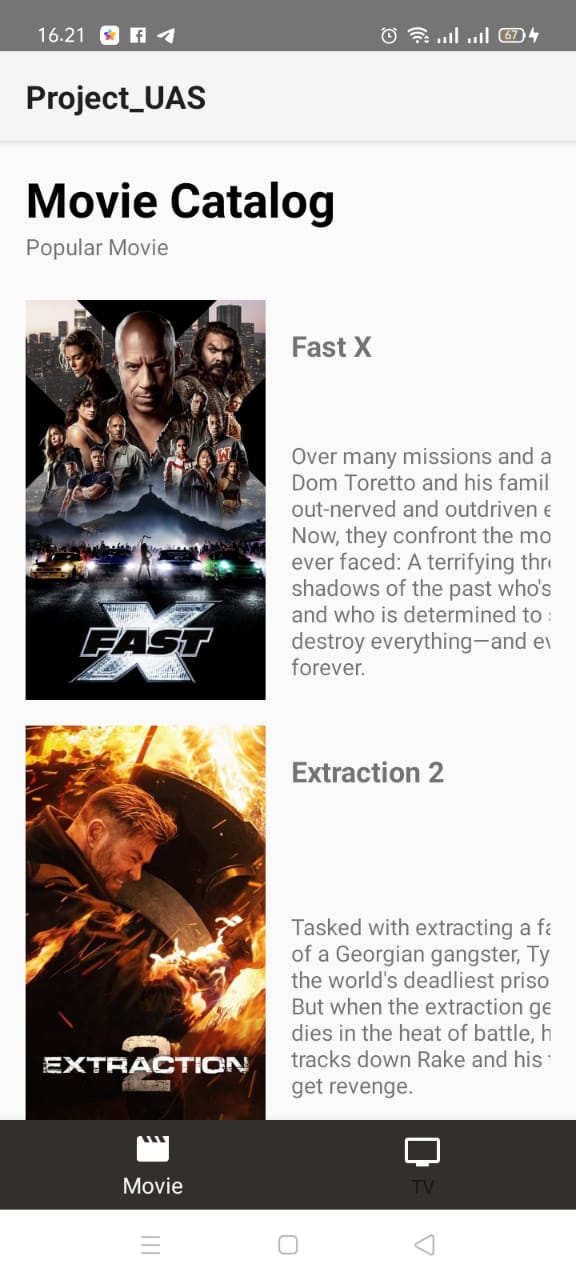 16.21
67
Project_UAS
Movie Catalog
Popular Movie
Fast X
Over many missions and a
Dom Toretto and his famil
out-nerved and outdriven e
Now, they confront the mo
ever faced: A terrifying thr
shadows of the past who's
and who is determined to
destroy everything—and ev
forever.
FAST X
Extraction 2
Tasked with extracting a fa
of a Georgian gangster, Ty
the world's deadliest priso
But when the extraction ge
dies in the heat of battle, h
tracks down Rake and his
get revenge.
EXTRACTION
2
Movie
TV